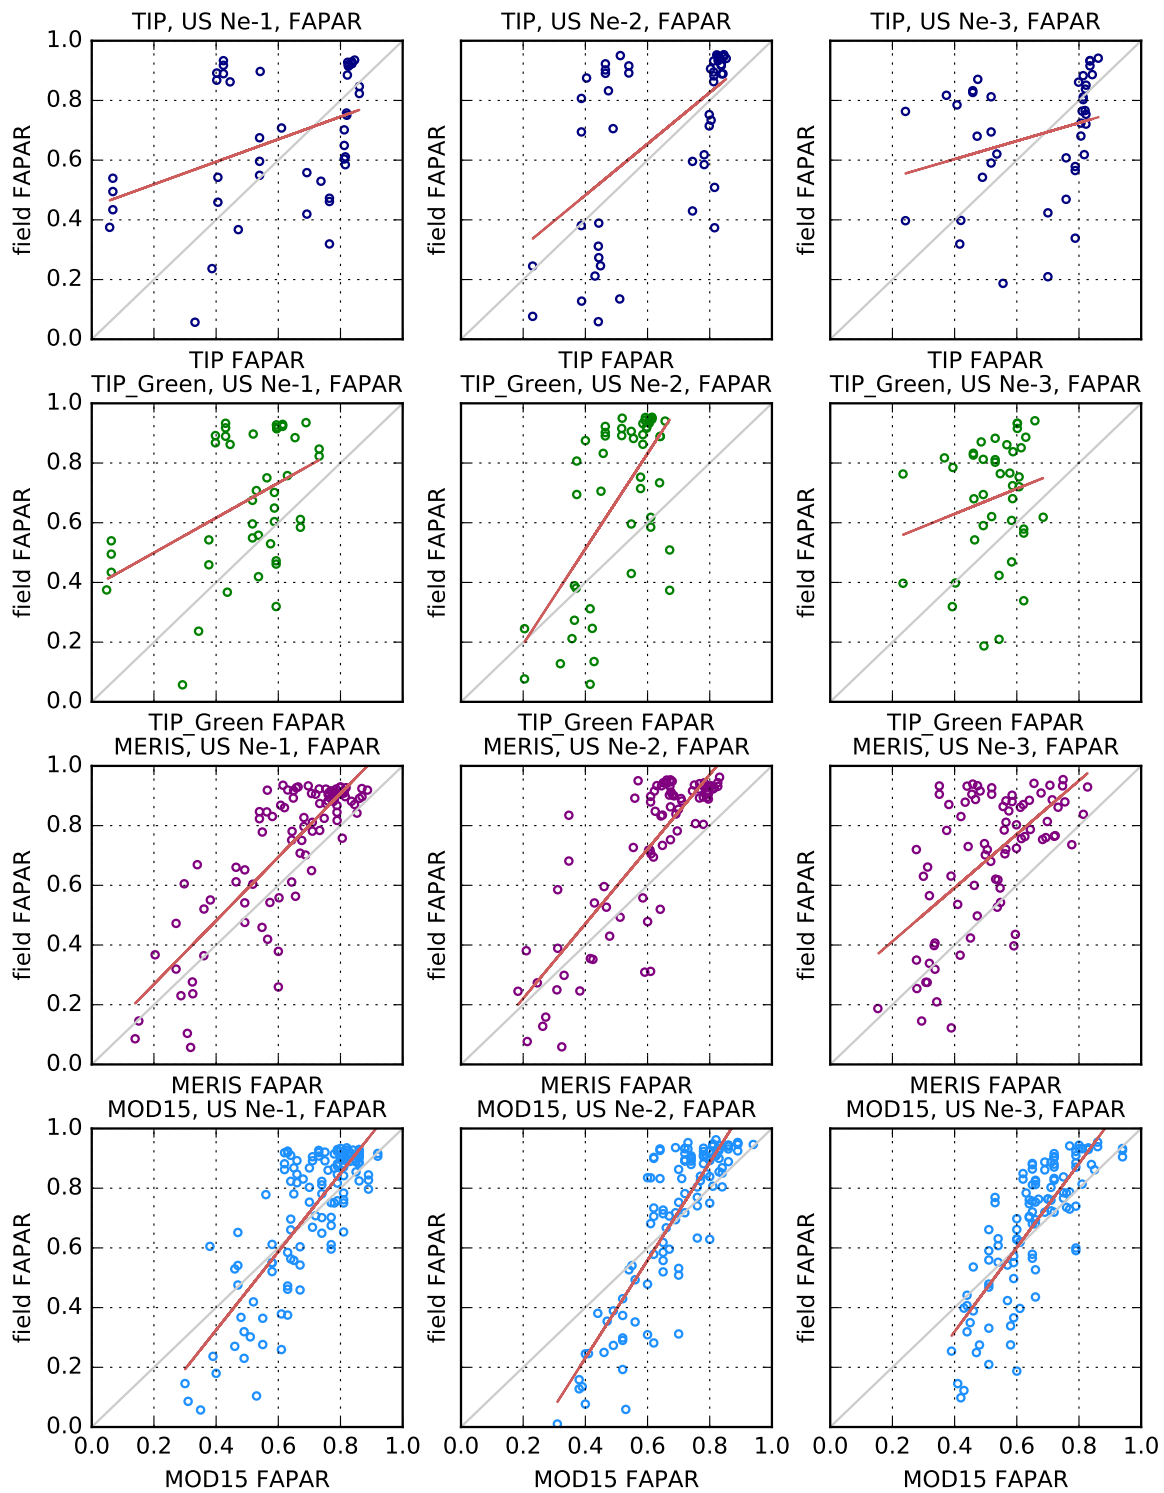 TIP, US Ne-1, FAPAR
TIP, US Ne-2, FAPAR
TIP, US Ne-3, FAPAR
1.0
0.8
0.6
0.4
0.2
0.0
field FAPAR
field FAPAR
field FAPAR
TIP FAPAR
TIP FAPAR
TIP FAPAR
TIP_Green, US Ne-1, FAPAR
TIP_Green, US Ne-2, FAPAR
TIP_Green, US Ne-3, FAPAR
1.0
0.8
0.6
0.4
0.2
0.0
field FAPAR
field FAPAR
field FAPAR
TIP_Green FAPAR
TIP_Green FAPAR
TIP_Green FAPAR
MERIS, US Ne-1, FAPAR
MERIS, US Ne-2, FAPAR
MERIS, US Ne-3, FAPAR
1.0
0.8
0.6
0.4
0.2
0.0
field FAPAR
field FAPAR
field FAPAR
MERIS FAPAR
MERIS FAPAR
MERIS FAPAR
MOD15, US Ne-1, FAPAR
MOD15, US Ne-2, FAPAR
MOD15, US Ne-3, FAPAR
1.0
0.8
0.6
0.4
0.2
0.0
field FAPAR
field FAPAR
field FAPAR
0.0 0.2 0.4 0.6 0.8 1.0
0.0 0.2 0.4 0.6 0.8 1.0
0.0 0.2 0.4 0.6 0.8 1.0
MOD15 FAPAR
MOD15 FAPAR
MOD15 FAPAR